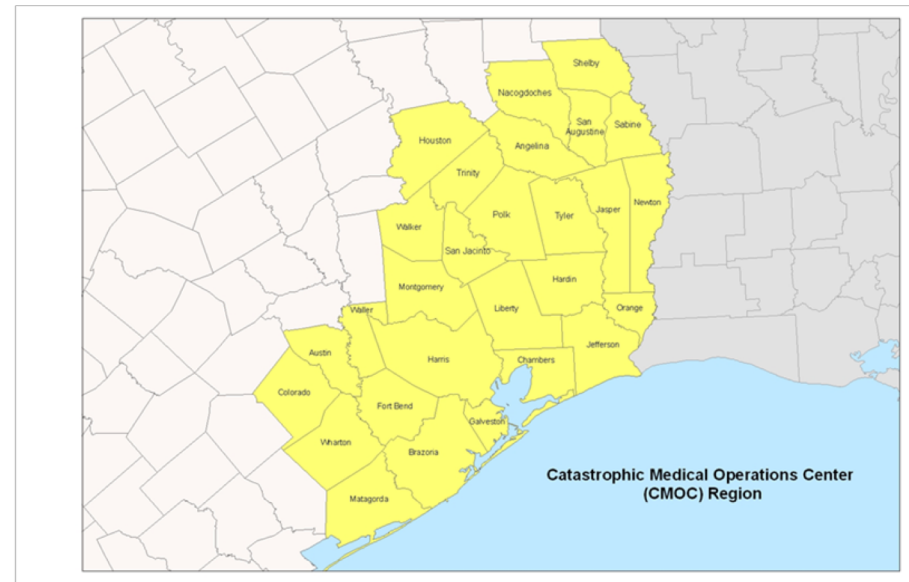 Shelby
Nacogdoches
San
Augustine
Sabine
Houston
Angelina
Trinity
Polk
Tyler
Jasper
Newton
Walker
San Jacinto
Montgomery
Hardin
Liberty
Orange
Waller
Jefferson
Austin
Harris
Chambers
Colorado
Fort Bend
Galveston
Wharton
Brazoria
Matagorda
Catastrophic Medical Operations Center
(CMOC) Region